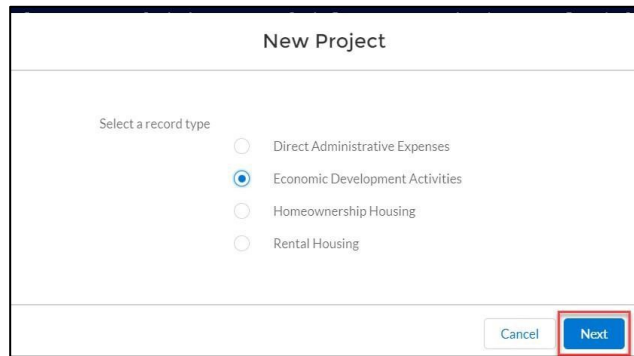 New Project
Select a record type
Direct Administrative Expenses
Economic Development Activities
Homeownership Housing
Rental Housing
Cancel
Next